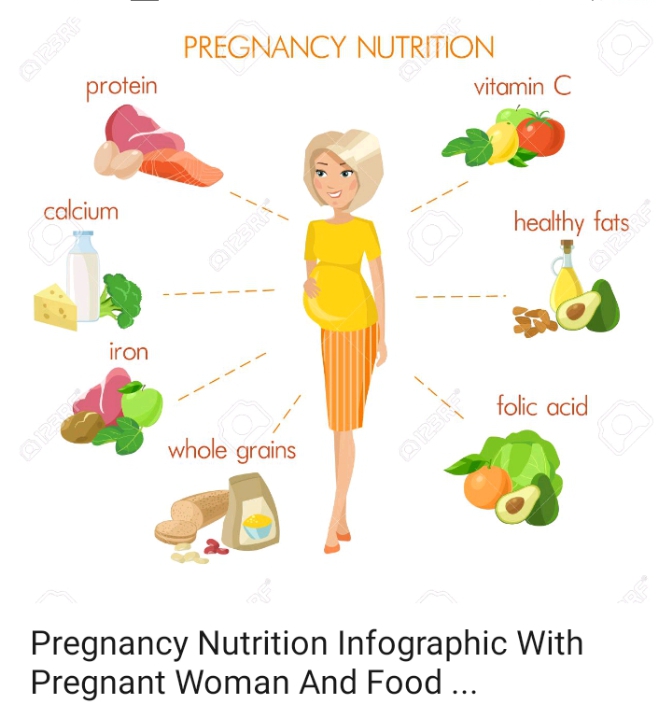 PREGNANCY NUTRITION
protein
vitamin C
calcium
healthy fats
iron
folic acid
whole grains
123RF
Pregnancy Nutrition Infographic With
Pregnant Woman And Food ...